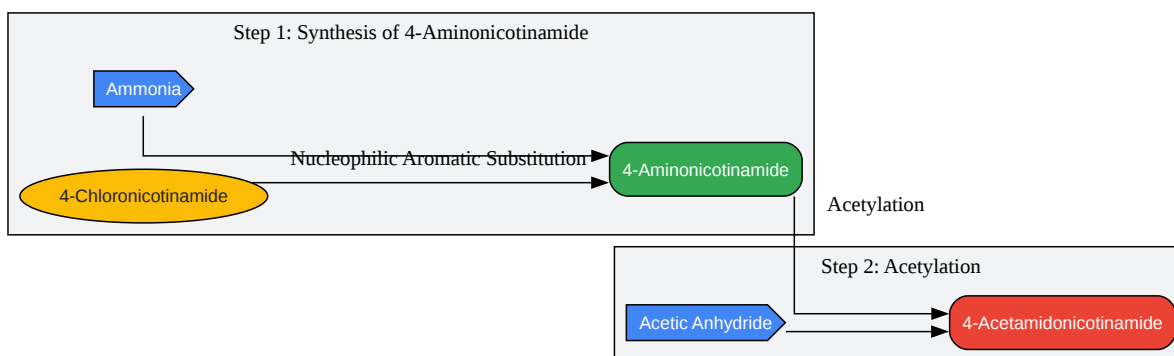 Step 1: Synthesis of 4-Aminonicotinamide
Ammonia
Nucleophilic Aromatic Substitution
4-Aminonicotinamide
4-Chloronicotinamide
Acetylation
Step 2: Acetylation
Acetic Anhydride
4-Acetamidonicotinamide